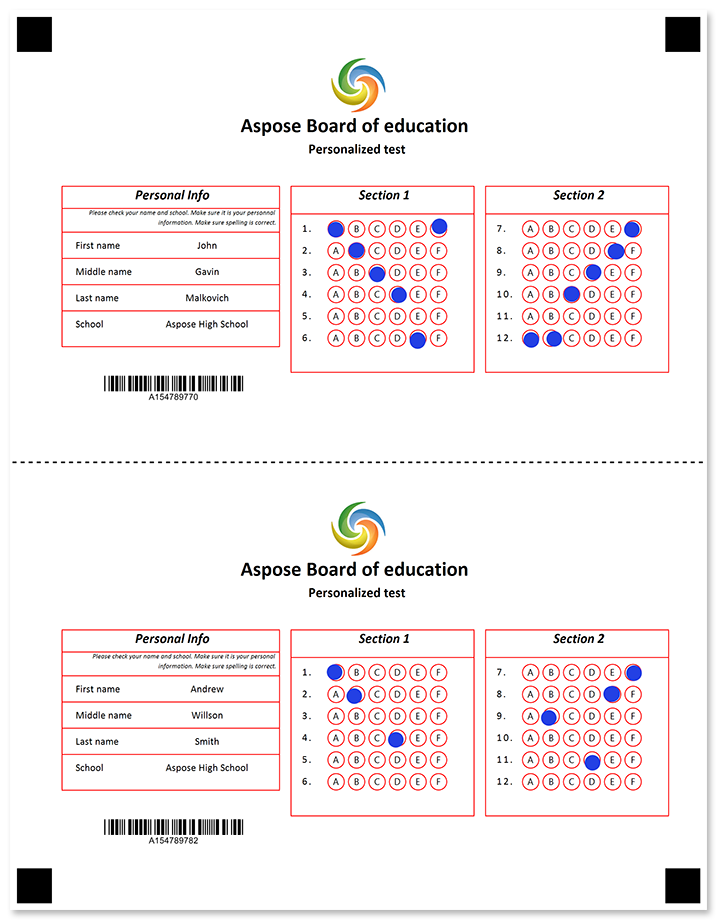 Aspose Board of education
Personalized test
Personal Info
Please check your name and school. Make sure it is your personnal
information. Make sure spelling is correct.
First name John
Middle name Gavin
Last name Malkovich
School Aspose High School
A154789770
Section 1
1. B C D E
2. A C D E F
3. A B D E F
4. A B C E F
5. A B C D E F
6. A B C D F
Section 2
7. A B C D E
8. A B C D F
9. A B C E F
10. A B D E F
11. A B C D E F
12. C D E F
Aspose Board of education
Personalized test
Personal Info
Please check your name and school. Make sure it is your personal
information. Make sure spelling is correct.
First name Andrew
Middle name Willson
Last name Smith
School Aspose High School
A154789782
Section 1
1. B C D E F
2. A C D E F
3. A B C D E F
4. A B C E F
5. A B C D E F
6. A B C D E F
Section 2
7. A B C D E
8. A B C D F
9. A C D E F
10. A B C D E F
11. A B C E F
12. A B C D E F